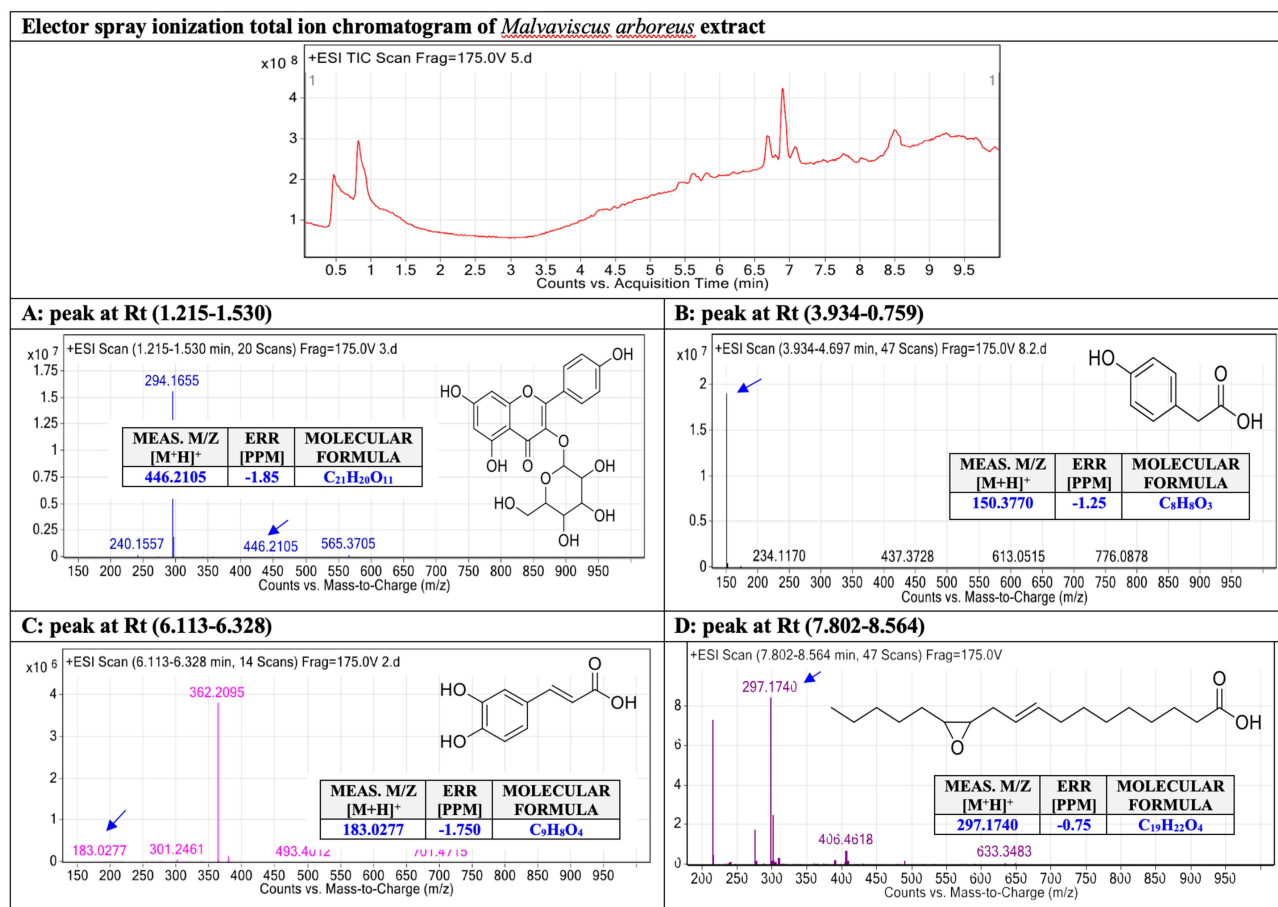 Elector spray ionization total ion chromatogram of Malvaviscus arboreus extract
+ESI TIC Scan Frag=175.0V 5.d
x10 8
1 1
4
3
2
1
0.5 1 1.5 2 2.5 3 3.5 4 4.5 5 5.5 6 6.5 7 7.5 8 8.5 9 9.5
Counts vs. Acquisition Time (min)
A: peak at Rt (1.215-1.530)
x10 7
+ESI Scan (1.215-1.530 min, 20 Scans) Frag=175.0V 3.d
1.75
1.5
1.25
1
0.75
0.5
0.25
0
294.1655
MEAS. M/Z [M+H]+ ERR [PPM] MOLECULAR FORMULA
446.2105 -1.85 C21H20O11
240.1557 446.2105 565.3705
OH
HO
O
O
OH O
O OH
HO
OH
OH
150 200 250 300 350 400 450 500 550 600 650 700 750 800 850 900 950
Counts vs. Mass-to-Charge (m/z)
B: peak at Rt (3.934-0.759)
x10 7
+ESI Scan (3.934-4.697 min, 47 Scans) Frag=175.0V 8.2.d
2
1.5
1
0.5
0
HO
O
OH
MEAS. M/Z [M+H]+ ERR [PPM] MOLECULAR FORMULA
150.3770 -1.25 C8H8O3
234.1170 437.3728 613.0515 776.0878
150 200 250 300 350 400 450 500 550 600 650 700 750 800 850 900 950
Counts vs. Mass-to-Charge (m/z)
C: peak at Rt (6.113-6.328)
x10 6
+ESI Scan (6.113-6.328 min, 14 Scans) Frag=175.0V 2.d
4
3
2
1
0
362.2095
O
HO
OH
HO
MEAS. M/Z [M+H]+ ERR [PPM] MOLECULAR FORMULA
183.0277 -1.750 C9H8O4
183.0277 301.2461 493.4012 701.4715
150 200 250 300 350 400 450 500 550 600 650 700 750 800 850 900 950
Counts vs. Mass-to-Charge (m/z)
D: peak at Rt (7.802-8.564)
+ESI Scan (7.802-8.564 min, 47 Scans) Frag=175.0V
8
6
4
2
0
297.1740
O
O
OH
MEAS. M/Z [M+H]+ ERR [PPM] MOLECULAR FORMULA
297.1740 -0.75 C19H22O4
406.4618 633.3483
200 250 300 350 400 450 500 550 600 650 700 750 800 850 900 950
Counts vs. Mass-to-Charge (m/z)